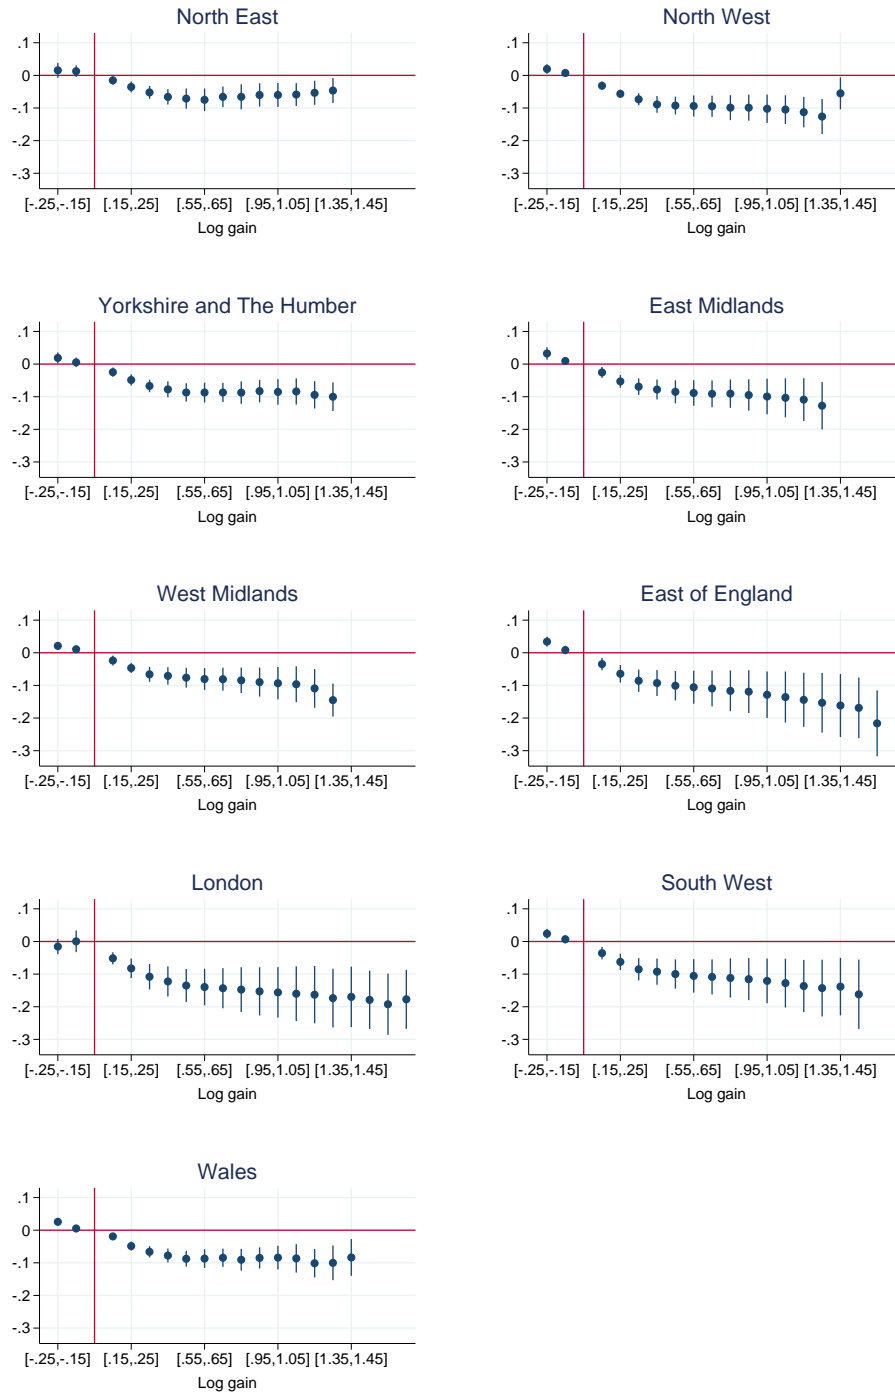 North East
.1
0
-.1
-.2
-.3
[-.25,-.15] [.15,.25] [.55,.65] [.95,1.05] [1.35,1.45]
Log gain
North West
.1
0
-.1
-.2
-.3
[-.25,-.15] [.15,.25] [.55,.65] [.95,1.05] [1.35,1.45]
Log gain
Yorkshire and The Humber
.1
0
-.1
-.2
-.3
[-.25,-.15] [.15,.25] [.55,.65] [.95,1.05] [1.35,1.45]
Log gain
East Midlands
.1
0
-.1
-.2
-.3
[-.25,-.15] [.15,.25] [.55,.65] [.95,1.05] [1.35,1.45]
Log gain
West Midlands
.1
0
-.1
-.2
-.3
[-.25,-.15] [.15,.25] [.55,.65] [.95,1.05] [1.35,1.45]
Log gain
East of England
.1
0
-.1
-.2
-.3
[-.25,-.15] [.15,.25] [.55,.65] [.95,1.05] [1.35,1.45]
Log gain
London
.1
0
-.1
-.2
-.3
[-.25,-.15] [.15,.25] [.55,.65] [.95,1.05] [1.35,1.45]
Log gain
South West
.1
0
-.1
-.2
-.3
[-.25,-.15] [.15,.25] [.55,.65] [.95,1.05] [1.35,1.45]
Log gain
Wales
.1
0
-.1
-.2
-.3
[-.25,-.15] [.15,.25] [.55,.65] [.95,1.05] [1.35,1.45]
Log gain